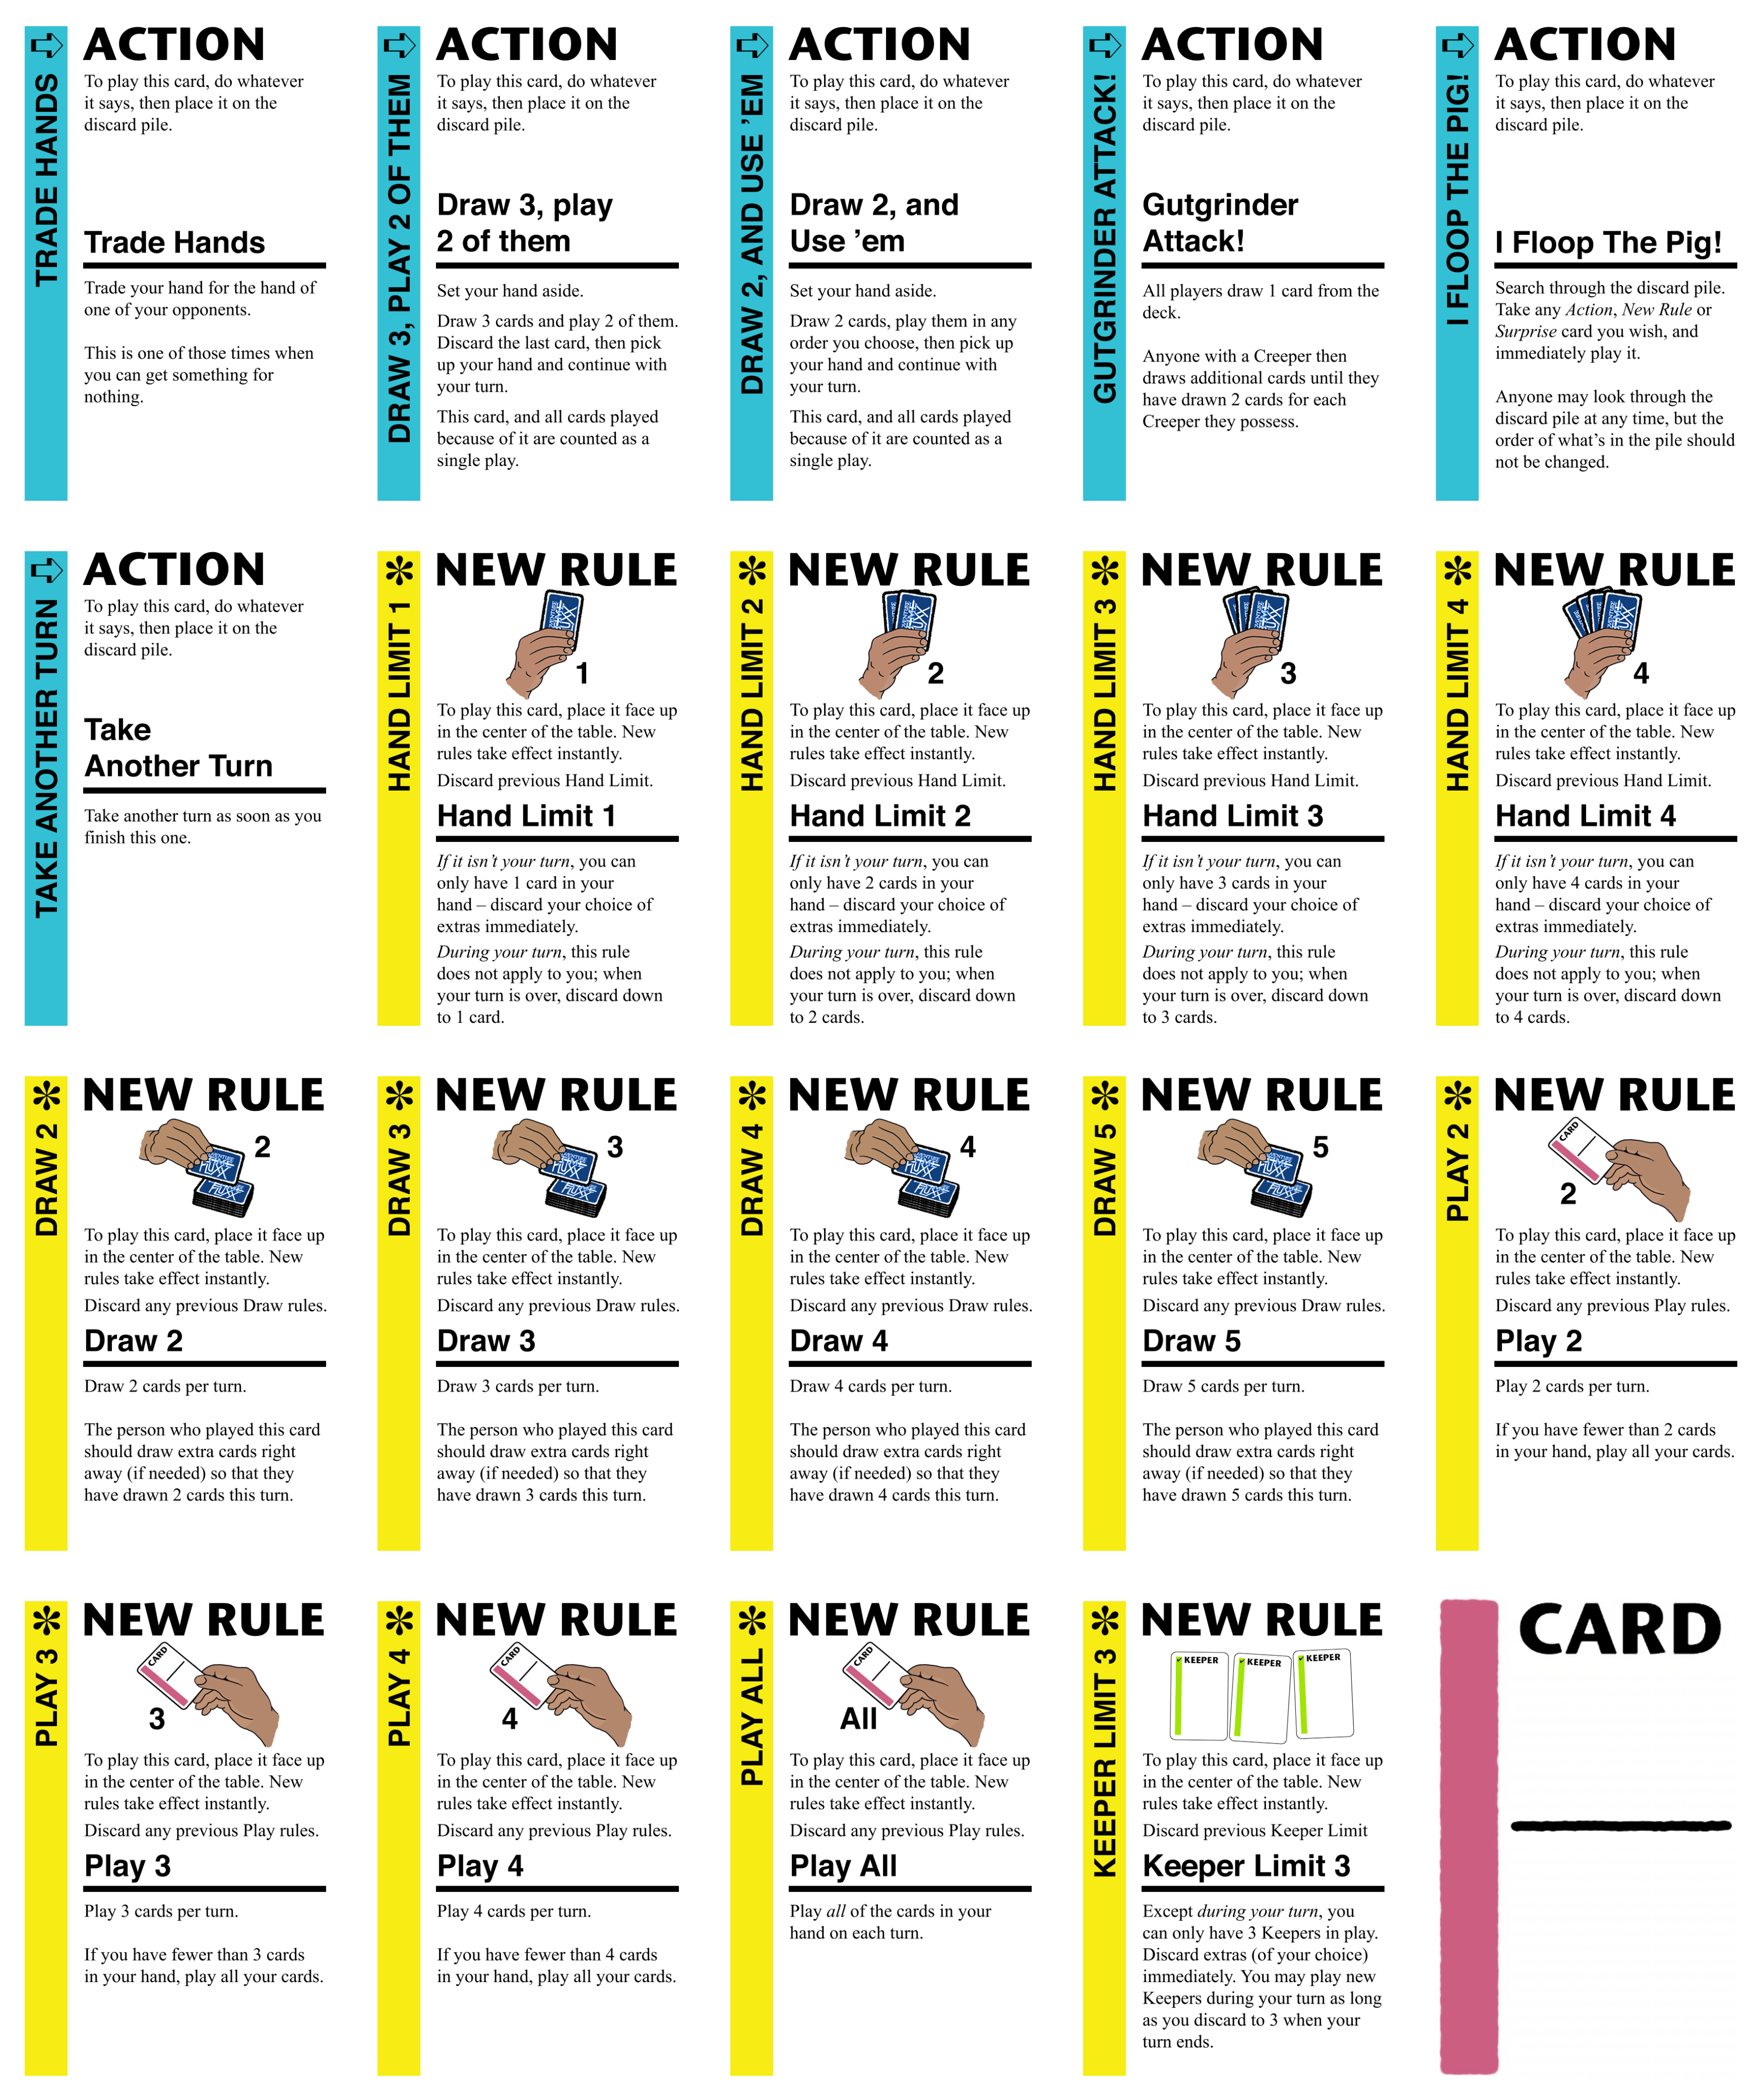 TRADE HANDS
ACTION
To play this card, do whatever
it says, then place it on the
discard pile.
Trade Hands
Trade your hand for the hand of
one of your opponents.
This is one of those times when
you can get something for
nothing.
DRAW 3, PLAY 2 OF THEM
ACTION
To play this card, do whatever
it says, then place it on the
discard pile.
Draw 3, play
2 of them
Set your hand aside.
Draw 3 cards and play 2 of them.
Discard the last card, then pick
up your hand and continue with
your turn.
This card, and all cards played
because of it are counted as a
single play.
DRAW 2, AND USE ’EM
ACTION
To play this card, do whatever
it says, then place it on the
discard pile.
Draw 2, and
Use ’em
Set your hand aside.
Draw 2 cards, play them in any
order you choose, then pick up
your hand and continue with
your turn.
This card, and all cards played
because of it are counted as a
single play.
GUTGRINDER ATTACK!
ACTION
To play this card, do whatever
it says, then place it on the
discard pile.
Gutgrinder
Attack!
All players draw 1 card from the
deck.
Anyone with a Creeper then
draws additional cards until they
have drawn 2 cards for each
Creeper they possess.
I FLOOP THE PIG!
ACTION
To play this card, do whatever
it says, then place it on the
discard pile.
I Floop The Pig!
Search through the discard pile.
Take any Action, New Rule or
Surprise card you wish, and
immediately play it.
Anyone may look through the
discard pile at any time, but the
order of what’s in the pile should
not be changed.
TAKE ANOTHER TURN
ACTION
To play this card, do whatever
it says, then place it on the
discard pile.
Take
Another Turn
Take another turn as soon as you
finish this one.
HAND LIMIT 1
NEW RULE
1
To play this card, place it face up
in the center of the table. New
rules take effect instantly.
Discard previous Hand Limit.
Hand Limit 1
If it isn’t your turn, you can
only have 1 card in your
hand – discard your choice of
extras immediately.
During your turn, this rule
does not apply to you; when
your turn is over, discard down
to 1 card.
HAND LIMIT 2
NEW RULE
2
To play this card, place it face up
in the center of the table. New
rules take effect instantly.
Discard previous Hand Limit.
Hand Limit 2
If it isn’t your turn, you can
only have 2 cards in your
hand – discard your choice of
extras immediately.
During your turn, this rule
does not apply to you; when
your turn is over, discard down
to 2 cards.
HAND LIMIT 3
NEW RULE
3
To play this card, place it face up
in the center of the table. New
rules take effect instantly.
Discard previous Hand Limit.
Hand Limit 3
If it isn’t your turn, you can
only have 3 cards in your
hand – discard your choice of
extras immediately.
During your turn, this rule
does not apply to you; when
your turn is over, discard down
to 3 cards.
HAND LIMIT 4
NEW RULE
4
To play this card, place it face up
in the center of the table. New
rules take effect instantly.
Discard previous Hand Limit.
Hand Limit 4
If it isn’t your turn, you can
only have 4 cards in your
hand – discard your choice of
extras immediately.
During your turn, this rule
does not apply to you; when
your turn is over, discard down
to 4 cards.
DRAW 2
NEW RULE
2
FLUXX
To play this card, place it face up
in the center of the table. New
rules take effect instantly.
Discard any previous Draw rules.
Draw 2
Draw 2 cards per turn.
The person who played this card
should draw extra cards right
away (if needed) so that they
have drawn 2 cards this turn.
DRAW 3
NEW RULE
3
FLUXX
To play this card, place it face up
in the center of the table. New
rules take effect instantly.
Discard any previous Draw rules.
Draw 3
Draw 3 cards per turn.
The person who played this card
should draw extra cards right
away (if needed) so that they
have drawn 3 cards this turn.
DRAW 4
NEW RULE
4
FLUXX
To play this card, place it face up
in the center of the table. New
rules take effect instantly.
Discard any previous Draw rules.
Draw 4
Draw 4 cards per turn.
The person who played this card
should draw extra cards right
away (if needed) so that they
have drawn 4 cards this turn.
DRAW 5
NEW RULE
5
FLUXX
To play this card, place it face up
in the center of the table. New
rules take effect instantly.
Discard any previous Draw rules.
Draw 5
Draw 5 cards per turn.
The person who played this card
should draw extra cards right
away (if needed) so that they
have drawn 5 cards this turn.
PLAY 2
NEW RULE
CARD
2
To play this card, place it face up
in the center of the table. New
rules take effect instantly.
Discard any previous Play rules.
Play 2
Play 2 cards per turn.
If you have fewer than 2 cards
in your hand, play all your cards.
PLAY 3
NEW RULE
CARD
3
To play this card, place it face up
in the center of the table. New
rules take effect instantly.
Discard any previous Play rules.
Play 3
Play 3 cards per turn.
If you have fewer than 3 cards
in your hand, play all your cards.
PLAY 4
NEW RULE
CARD
4
To play this card, place it face up
in the center of the table. New
rules take effect instantly.
Discard any previous Play rules.
Play 4
Play 4 cards per turn.
If you have fewer than 4 cards
in your hand, play all your cards.
PLAY ALL
NEW RULE
CARD
All
To play this card, place it face up
in the center of the table. New
rules take effect instantly.
Discard any previous Play rules.
Play All
Play all of the cards in your
hand on each turn.
KEEPER LIMIT 3
NEW RULE
KEEPER
KEEPER
KEEPER
To play this card, place it face up
in the center of the table. New
rules take effect instantly.
Discard previous Keeper Limit
Keeper Limit 3
Except during your turn, you
can only have 3 Keepers in play.
Discard extras (of your choice)
immediately. You may play new
Keepers during your turn as long
as you discard to 3 when your
turn ends.
CARD